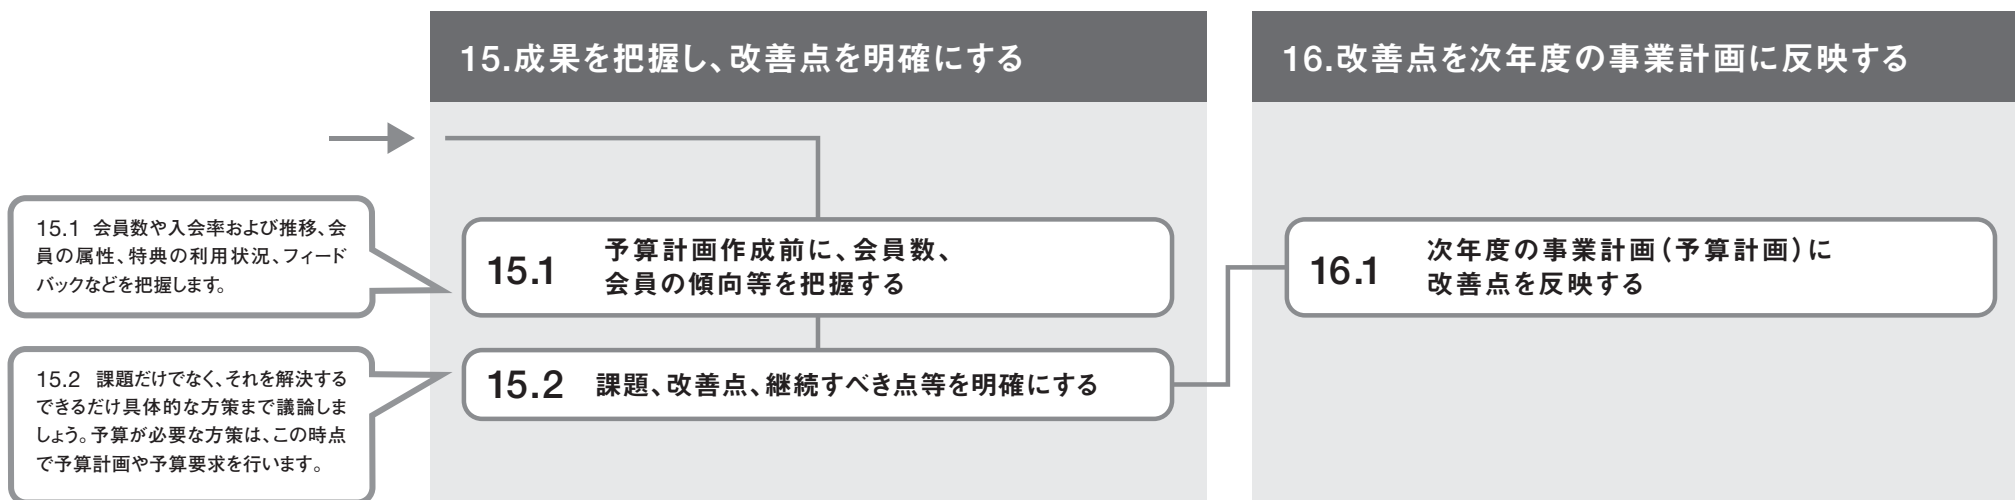 15.成果を把握し、改善点を明確にする
16.改善点を次年度の事業計画に反映する
15.1 会員数や入会率および推移、会
員の属性、特典の利用状況、フィード
バックなどを把握します。
15.1
予算計画作成前に、会員数、
会員の傾向等を把握する
16.1
次年度の事業計画(予算計画)に
改善点を反映する
15.2 課題だけでなく、それを解決する
できるだけ具体的な方策まで議論しま
しょう。予算が必要な方策は、この時点
で予算計画や予算要求を行います。
15.2 課題、改善点、継続すべき点等を明確にする